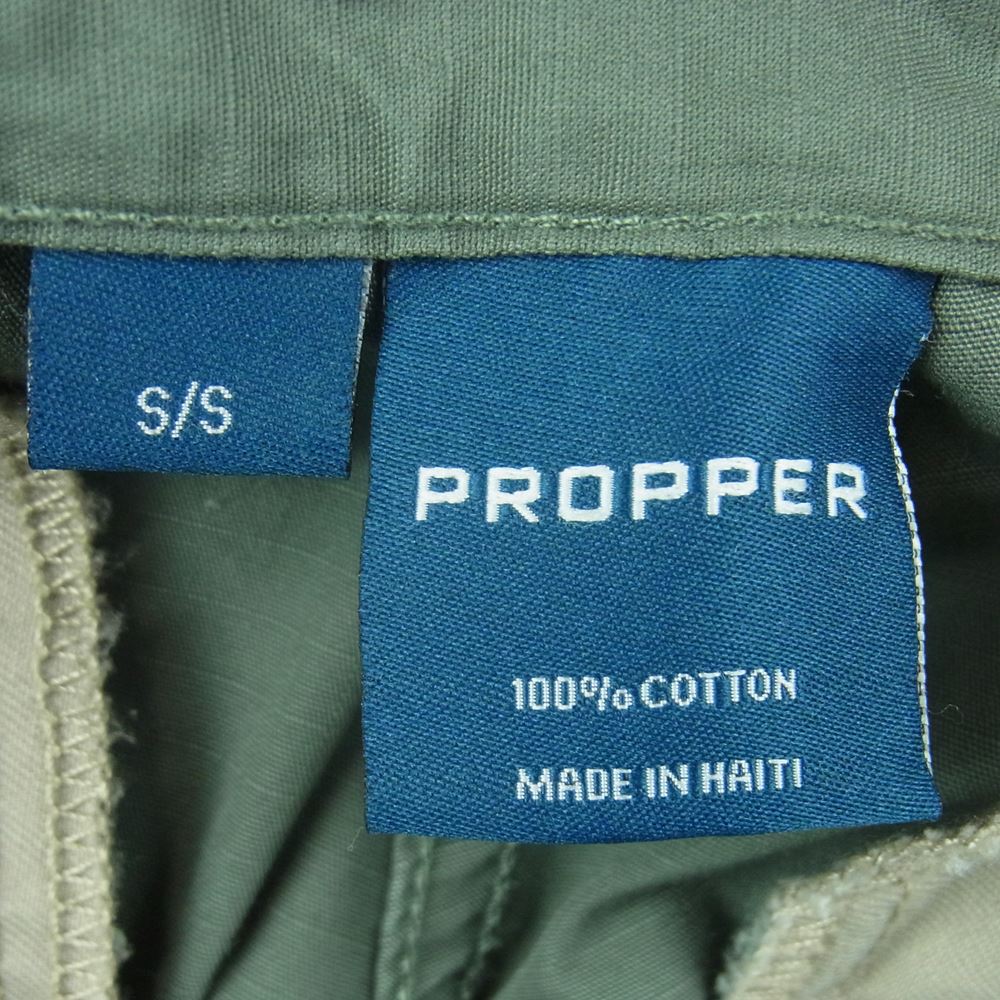 S/S
PROPPER
100% COTTON
MADE IN HAITI